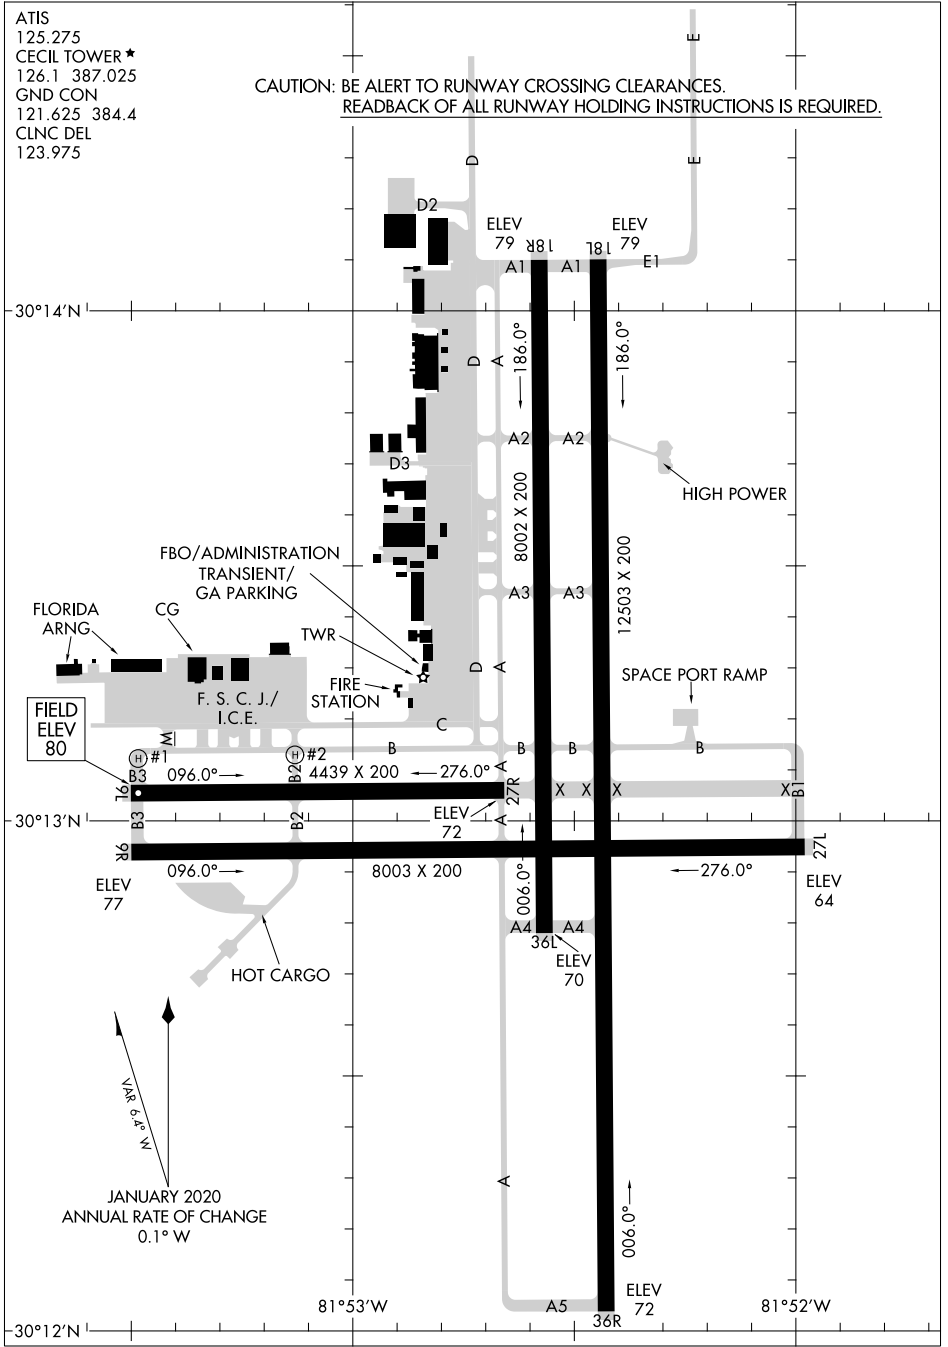 ATIS
125.275
CECIL TOWER★
126.1 387.025
GND CON
121.625 384.4
CLNC DEL
123.975
CAUTION: BE ALERT TO RUNWAY CROSSING CLEARANCES.
READBACK OF ALL RUNWAY HOLDING INSTRUCTIONS IS REQUIRED.
E
D
E
D2
ELEV
79
18R
18L
ELEV
79
A1
A1
E1
30°14'N
186.0°
186.0°
D
A
A2
A2
D3
HIGH POWER
8002 X 200
12503 X 200
FBO/ADMINISTRATION
TRANSIENT/
GA PARKING
A3
A3
FLORIDA
ARNG
CG
TWR
D
A
FIRE
STATION
SPACE PORT RAMP
F. S. C. J./
I.C.E.
FIELD
ELEV
80
C
W
B
B
B
B
H #1
H #2
B3
B2
A
9L
096.0°
4439 X 200
276.0°
27R
X
X
X
X
B1
30°13'N
B3
B2
ELEV
72
A
9R
27L
096.0°
8003 X 200
006.0°
276.0°
ELEV
77
ELEV
64
A4
A4
36L
ELEV
70
HOT CARGO
VAR 6.4° W
A
JANUARY 2020
ANNUAL RATE OF CHANGE
0.1° W
006.0°
81°53'W
A5
36R
ELEV
72
81°52'W
30°12'N